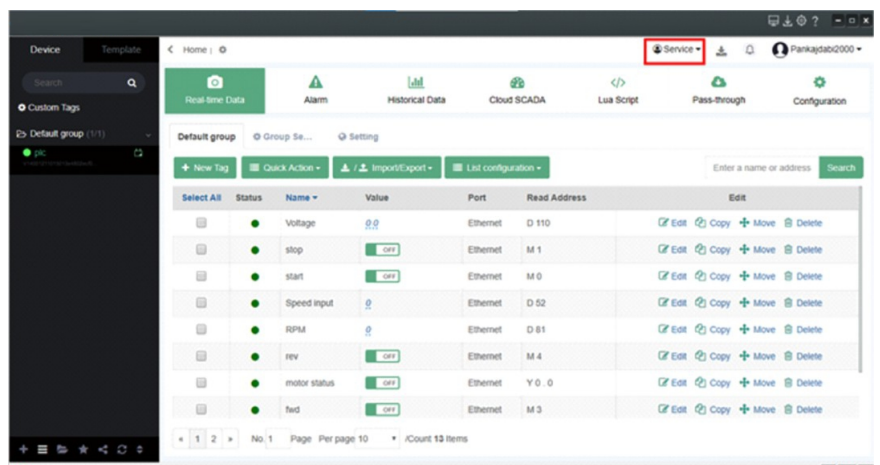 Device Template
Home
Service
Pankajdabi2000
Search
Custom Tags
Default group (1/1)
plc
Real-time Data Alarm Historical Data Cloud SCADA Lua Script Pass-through Configuration
Default group Group Se... Setting
+ New Tag Quick Action / Import/Export List configuration Enter a name or address Search
Select All Status Name Value Port Read Address Edit
Voltage 0.0 Ethernet D 110 Edit Copy Move Delete
stop OFF Ethernet M 1 Edit Copy Move Delete
start OFF Ethernet M 0 Edit Copy Move Delete
Speed input 0 Ethernet D 52 Edit Copy Move Delete
RPM 0 Ethernet D 81 Edit Copy Move Delete
rev OFF Ethernet M 4 Edit Copy Move Delete
motor status OFF Ethernet Y 0 . 0 Edit Copy Move Delete
fwd OFF Ethernet M 3 Edit Copy Move Delete
« 1 2 » No. 1 Page Per page 10 /Count 13 Items